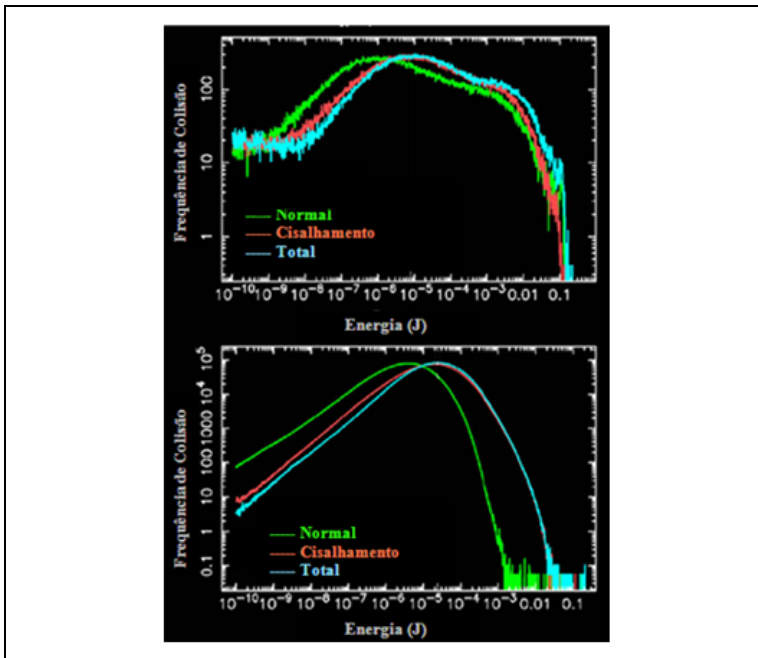 Frequência de Colisão
100
10
1
Normal
Cisalhamento
Total
10⁻¹⁰ 10⁻⁹ 10⁻⁸ 10⁻⁷ 10⁻⁶ 10⁻⁵ 10⁻⁴ 10⁻³ 0.01 0.1
Energia (J)
Frequência de Colisão
10⁵
10⁴
1000
100
10
1
0.1
Normal
Cisalhamento
Total
10⁻¹⁰ 10⁻⁹ 10⁻⁸ 10⁻⁷ 10⁻⁶ 10⁻⁵ 10⁻⁴ 10⁻³ 0.01 0.1
Energia (J)